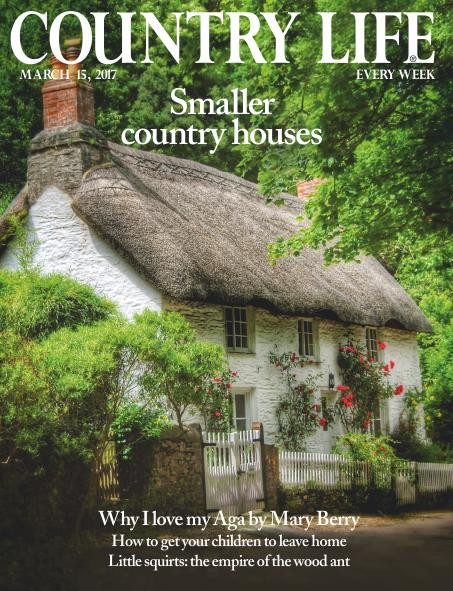 COUNTRY LIFE®
MARCH 15, 2017
EVERY WEEK
Smaller
country houses
Why I love my Aga by Mary Berry
How to get your children to leave home
Little squirts: the empire of the wood ant